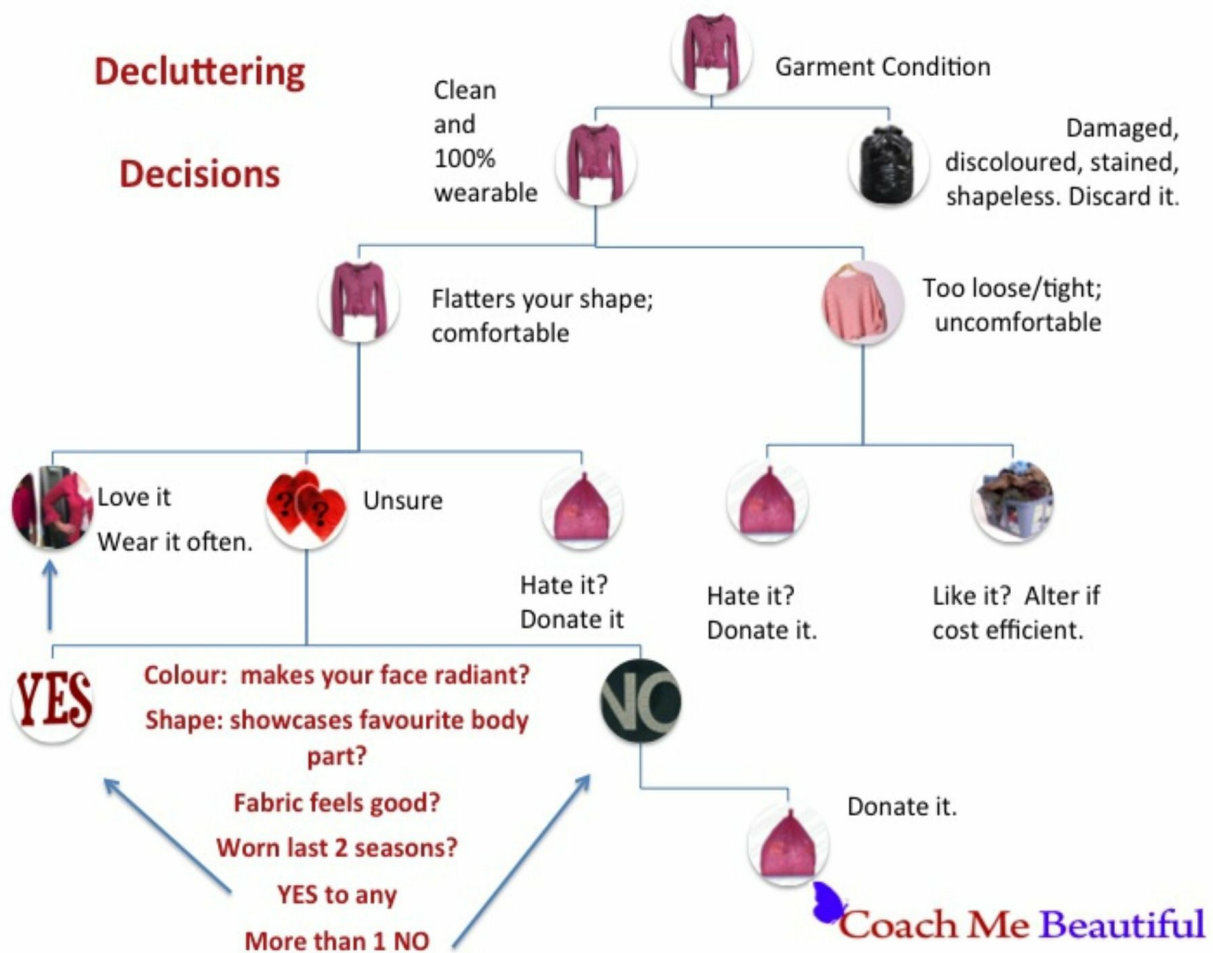 Decluttering
Decisions
Garment Condition
Clean
and
100%
wearable
Damaged,
discoloured, stained,
shapeless. Discard it.
Flatters your shape;
comfortable
Too loose/tight;
uncomfortable
Love it
Wear it often.
??
Unsure
Hate it?
Donate it
Hate it?
Donate it.
Like it?  Alter if
cost efficient.
YES
Colour:  makes your face radiant?
Shape: showcases favourite body
part?
Fabric feels good?
Worn last 2 seasons?
YES to any
More than 1 NO
NO
Donate it.
Coach Me Beautiful